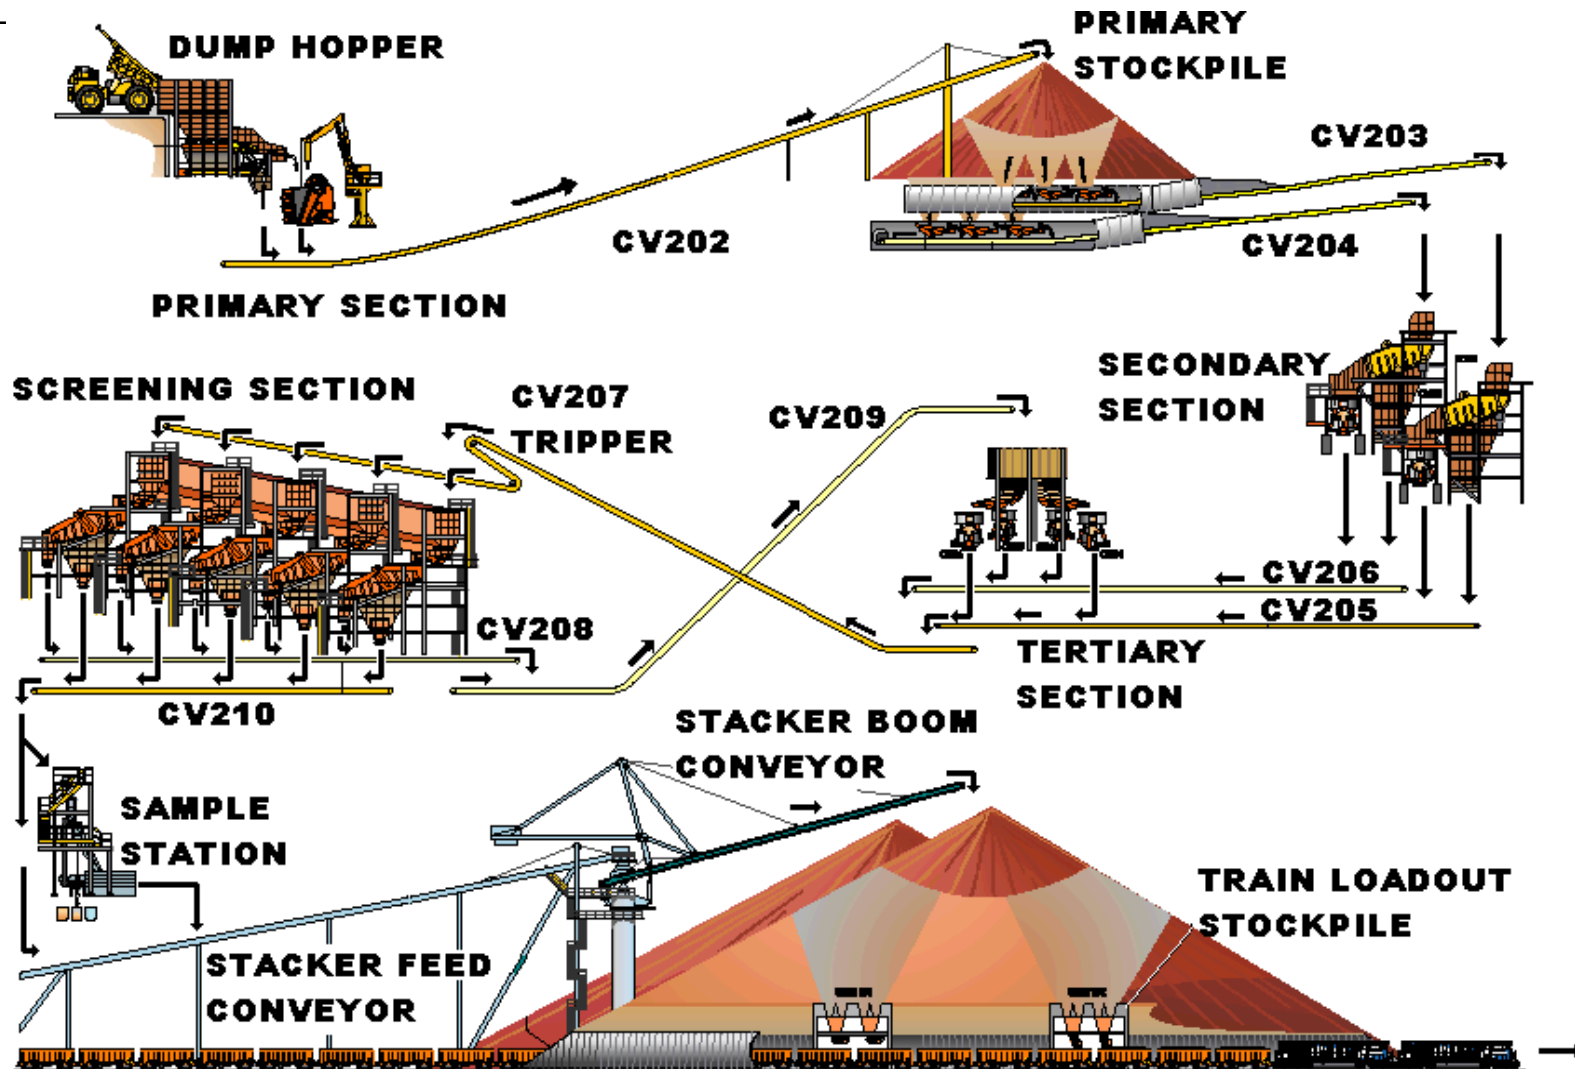 DUMP HOPPER
PRIMARY
STOCKPILE
CV203
CV202
CV204
PRIMARY SECTION
SCREENING SECTION
CV207
TRIPPER
CV209
SECONDARY
SECTION
CV206
CV205
CV208
TERTIARY
SECTION
CV210
STACKER BOOM
CONVEYOR
SAMPLE
STATION
TRAIN LOADOUT
STOCKPILE
STACKER FEED
CONVEYOR